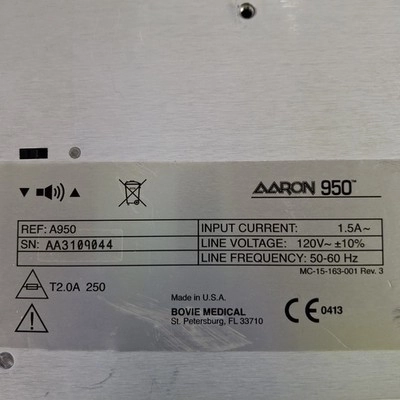 AARON 950™
REF: A950
SN: AA3109044
INPUT CURRENT: 1.5A~
LINE VOLTAGE: 120V~ ±10%
LINE FREQUENCY: 50-60 Hz
MC-15-163-001 Rev. 3
T2.0A 250
Made in U.S.A.
BOVIE MEDICAL
St. Petersburg, FL 33710
CE 0413